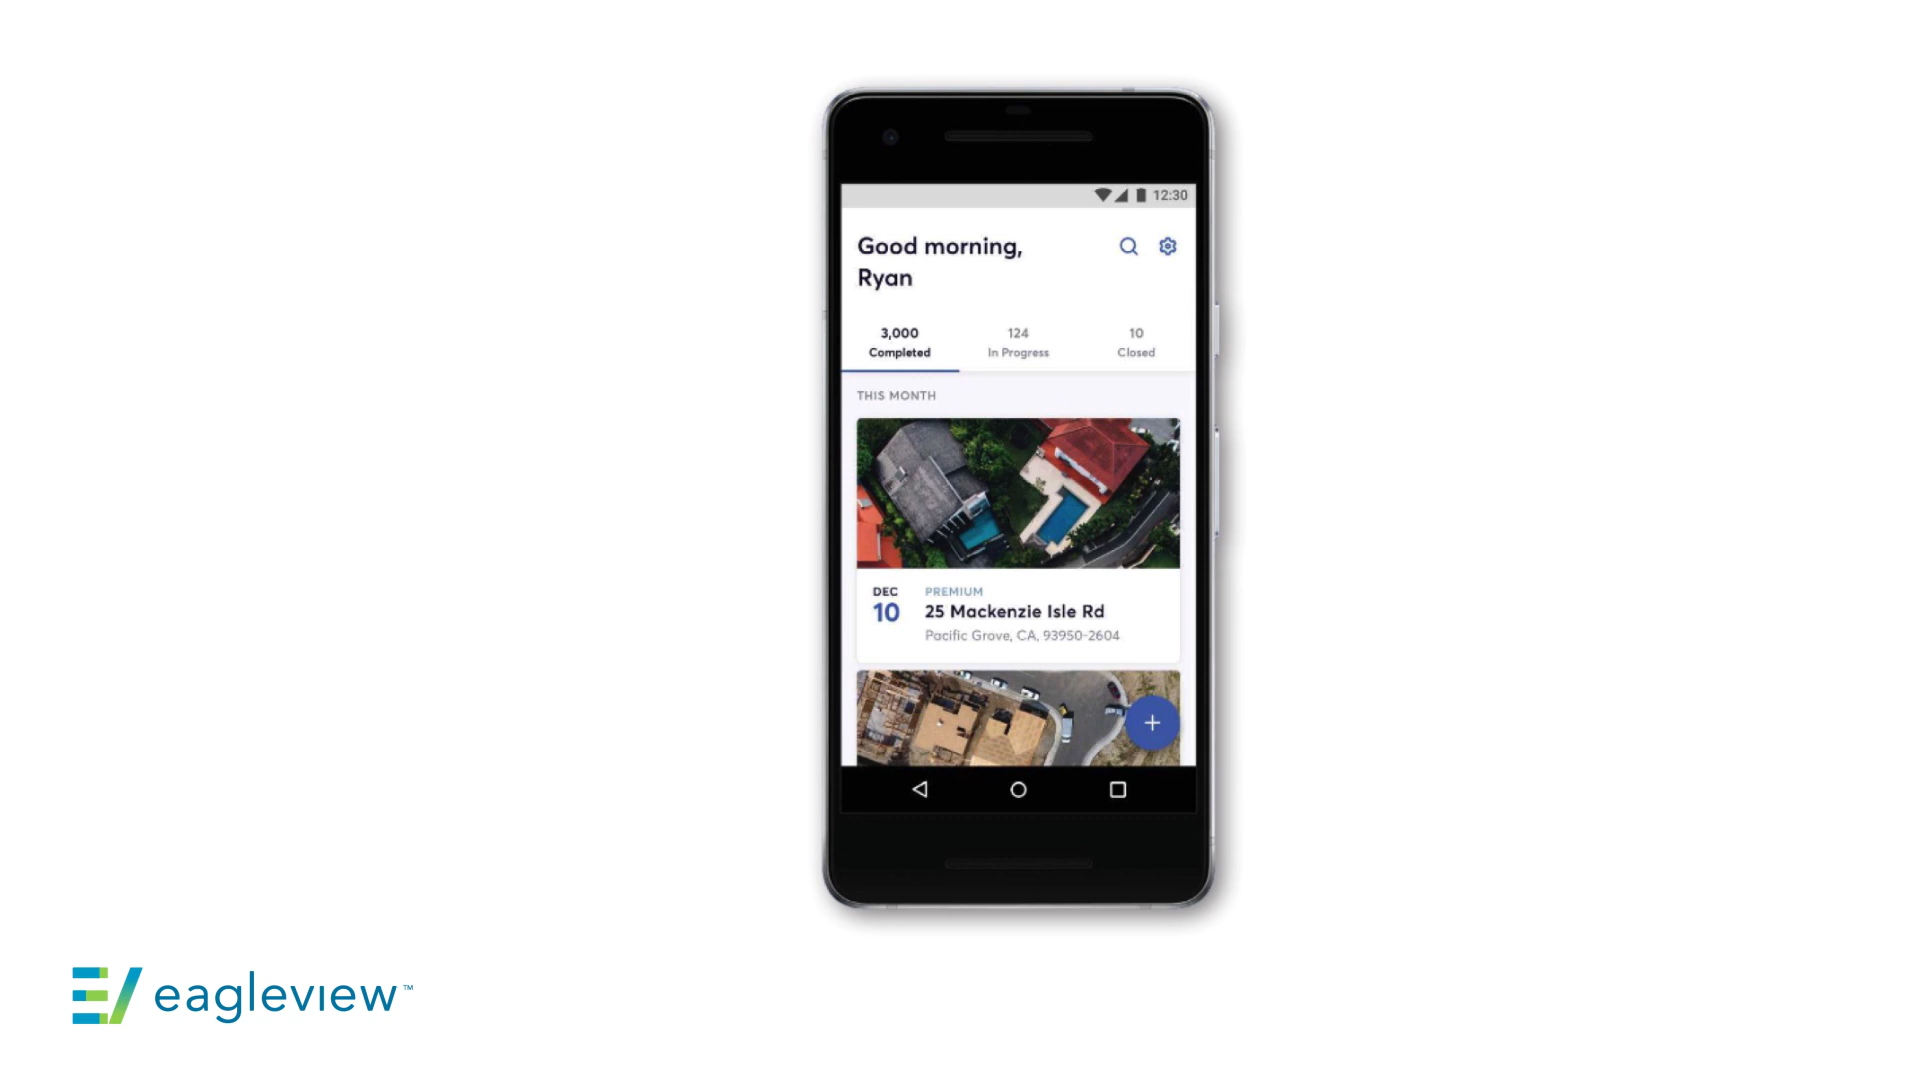 12:30
Good morning,
Ryan
3,000
Completed
124
In Progress
10
Closed
THIS MONTH
DEC
10
PREMIUM
25 Mackenzie Isle Rd
Pacific Grove, CA, 93950-2604
eagleview™